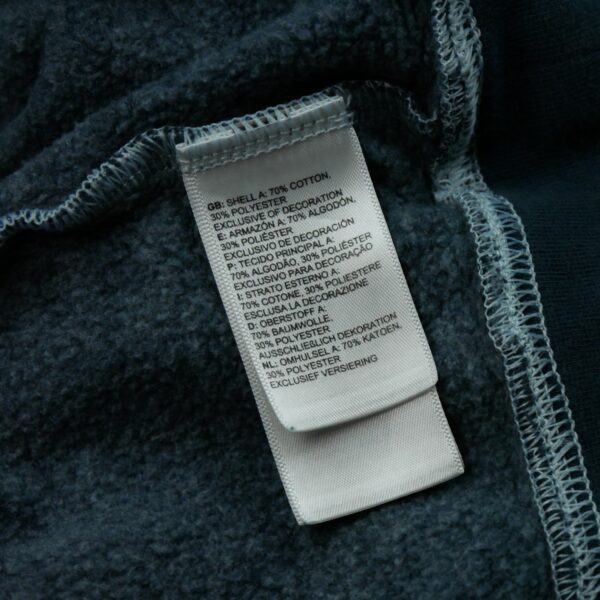 GB: SHELL A: 70% COTTON.
30% POLYESTER
EXCLUSIVE OF DECORATION
E: ARMAZÓN A: 70% ALGODÓN.
30% POLIÉSTER
EXCLUSIVO DE DECORACIÓN
P: TECIDO PRINCIPAL A:
70% ALGODÃO, 30% POLIÉSTER
EXCLUSIVO PARA DECORAÇÃO
I: STRATO ESTERNO A:
70% COTONE, 30% POLIESTERE
ESCLUSA LA DECORAZIONE
D: OBERSTOFF A:
70% BAUMWOLLE.
30% POLYESTER
AUSSCHLIEßLICH DEKORATION
NL: OMHULSEL A: 70% KATOEN.
30% POLYESTER
EXCLUSIEF VERSIERING